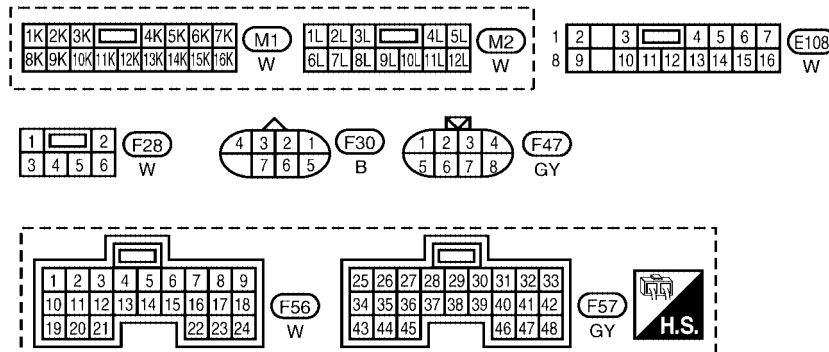 1K 2K 3K 4K 5K 6K 7K M1
8K 9K 10K 11K 12K 13K 14K 15K 16K W
1L 2L 3L 4L 5L M2
6L 7L 8L 9L 10L 11L 12L W
1 2 3 4 5 6 7 E108
8 9 10 11 12 13 14 15 16 W
1 2 F28
3 4 5 6 W
4 3 2 1 F30
7 6 5 B
1 2 3 4 F47
5 6 7 8 GY
1 2 3 4 5 6 7 8 9
10 11 12 13 14 15 16 17 18 F56
19 20 21 22 23 24 W
25 26 27 28 29 30 31 32 33
34 35 36 37 38 39 40 41 42 F57
43 44 45 46 47 48 GY
H.S.